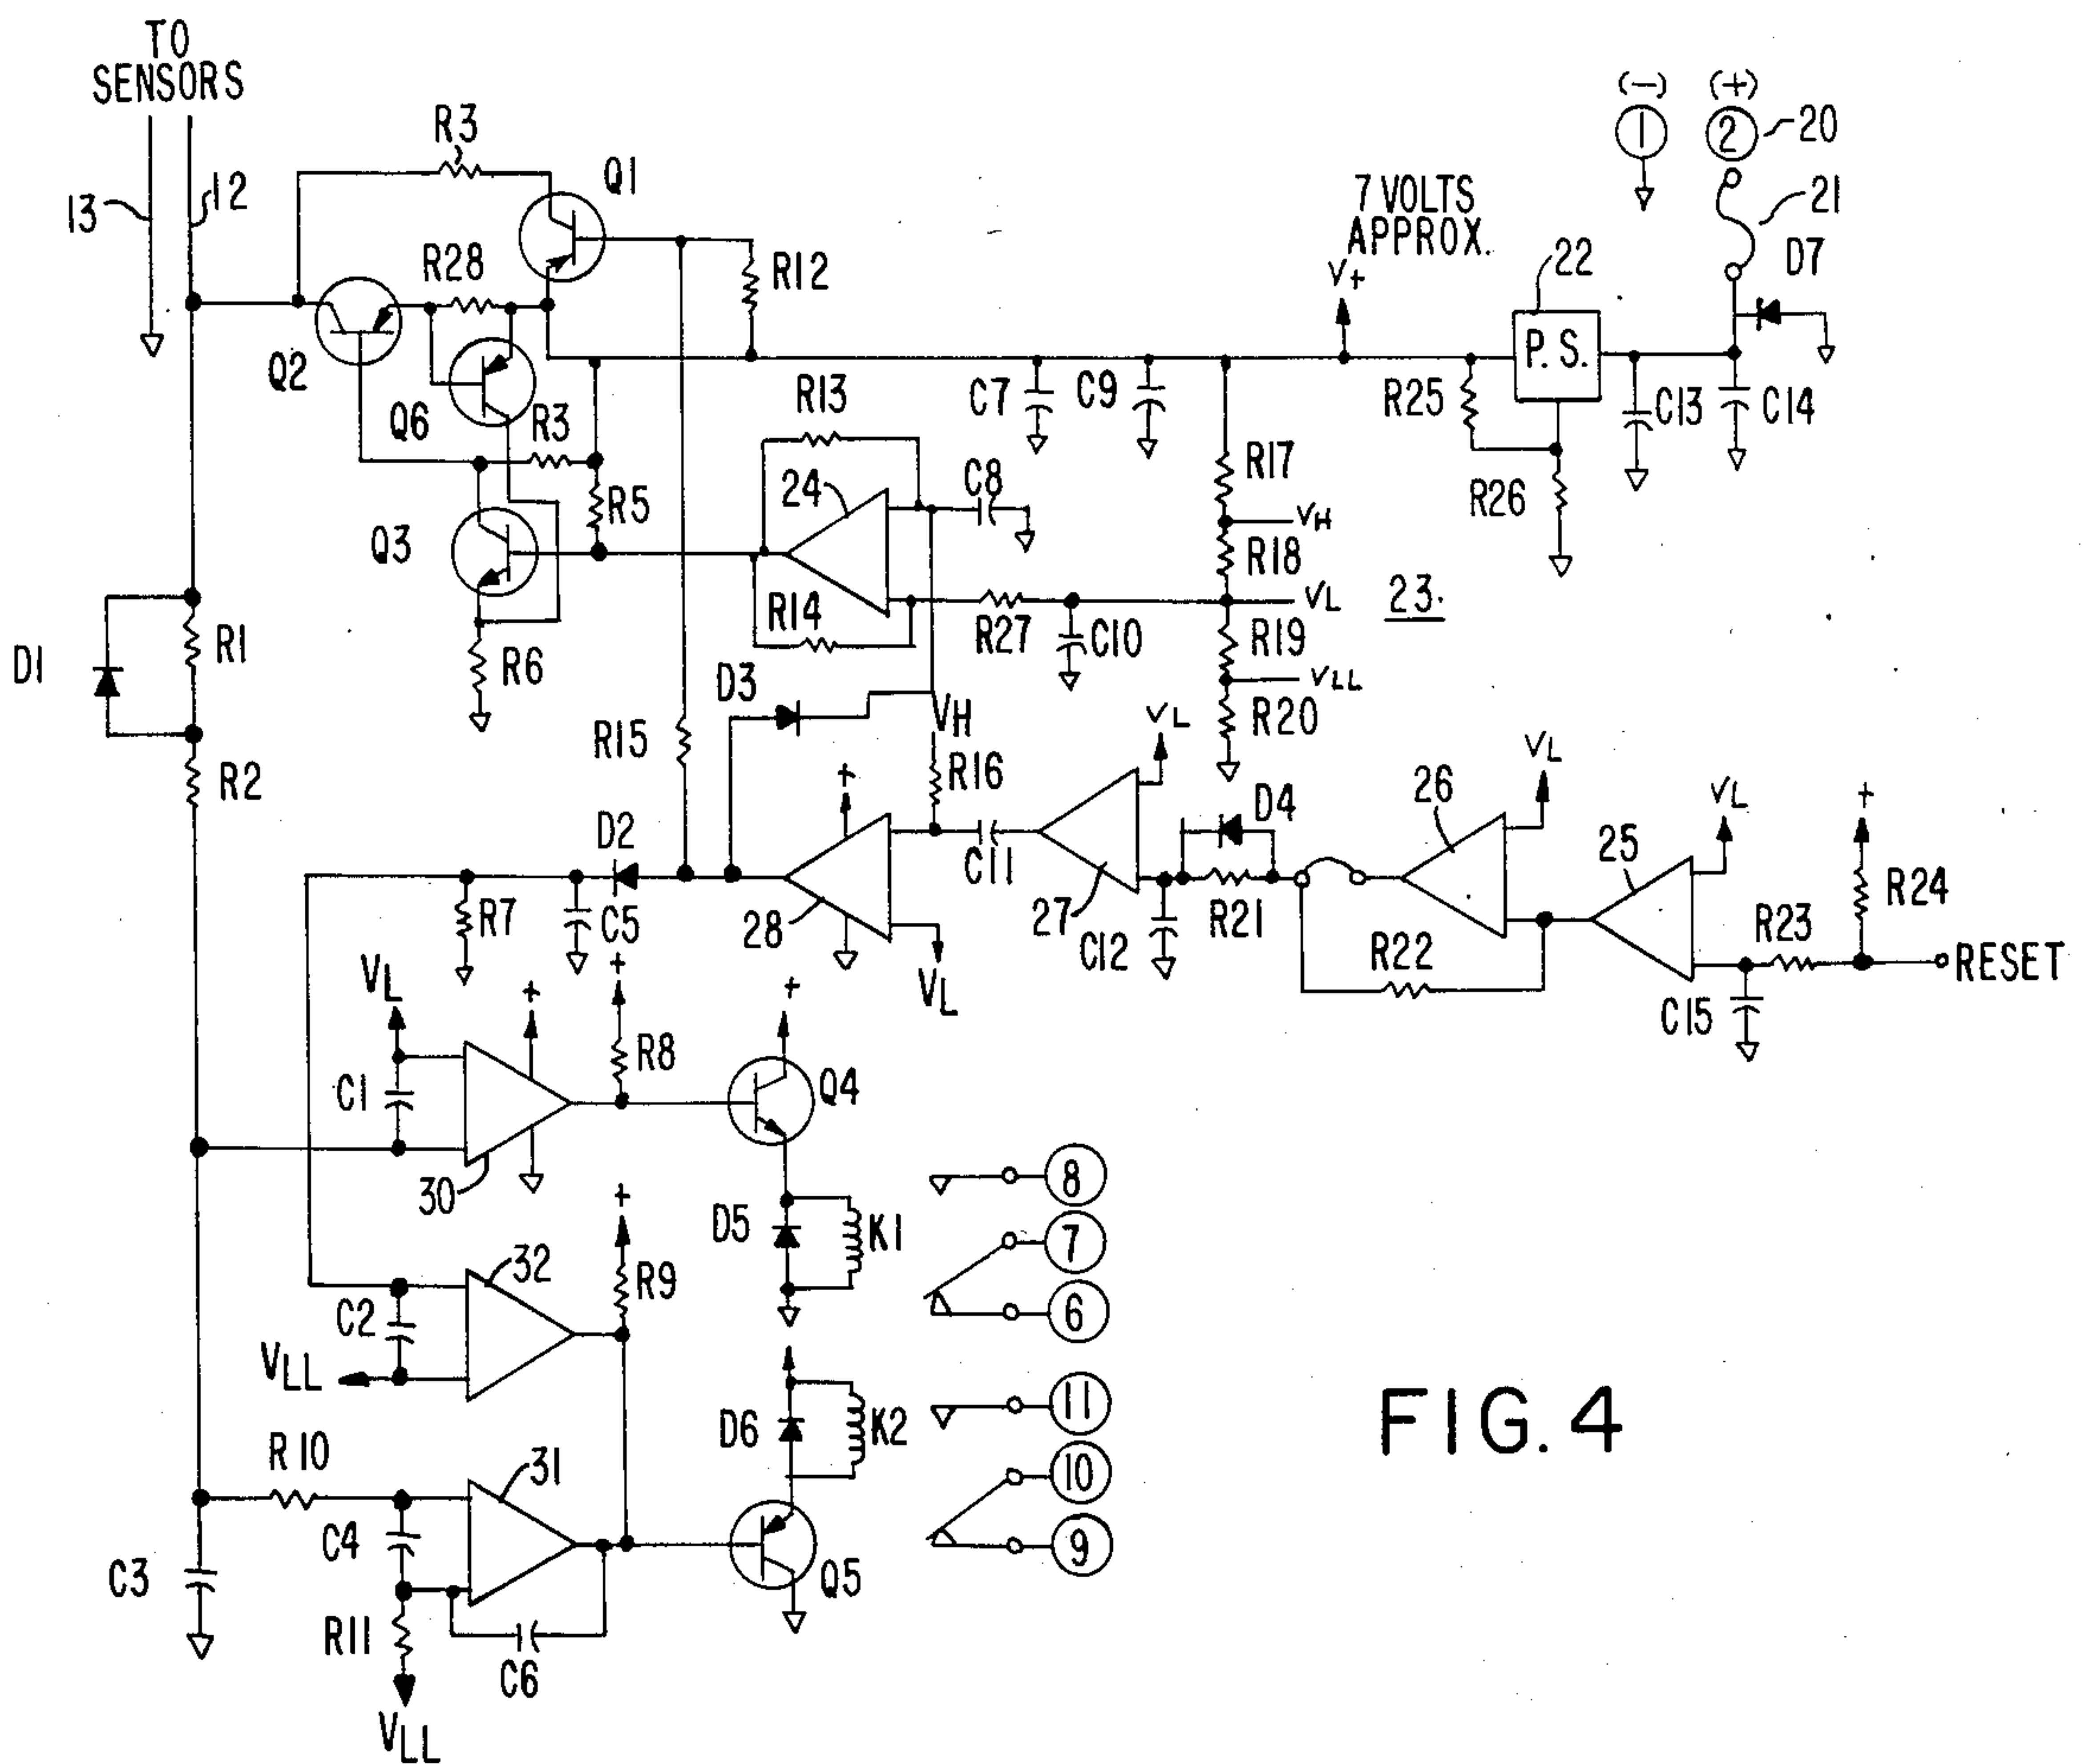 TO
SENSORS
13
12
R3
Q1
R28
R12
Q2
Q6
R3
R5
Q3
R6
D1
R1
R2
R13
24
C8
R14
R27
C10
C7
C9
7 VOLTS
APPROX.
V+
(-)
(+)
1
2
20
21
D7
22
P.S.
R25
R26
C13
C14
R17
VH
R18
VL
R19
VLL
R20
23.
D3
R15
VH
R16
VL
+
D2
28
C11
27
C12
D4
R21
VL
26
R22
VL
25
+
R24
R23
RESET
C15
R7
C5
VL
VL
+
+
R8
+
Q4
C1
30
D5
K1
8
7
6
32
+
R9
C2
VLL
D6
K2
11
10
9
R10
31
C4
C3
Q5
R11
C6
VLL
FIG. 4